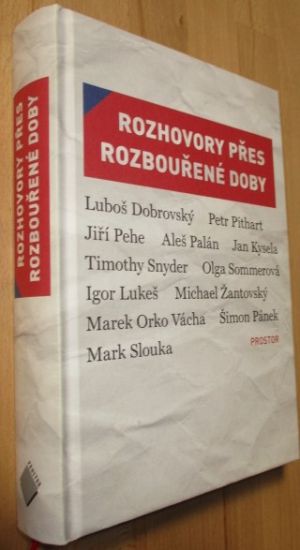 ROZHOVORY PŘES
ROZBOUŘENÉ DOBY
ROZHOVORY PŘES
ROZBOUŘENÉ DOBY
Luboš Dobrovský Petr Pithart
Jiří Pehe Aleš Palán Jan Kysela
Timothy Snyder Olga Sommerová
Igor Lukeš Michael Žantovský
Marek Orko Vácha Šimon Pánek
Mark Slouka
PROSTOR